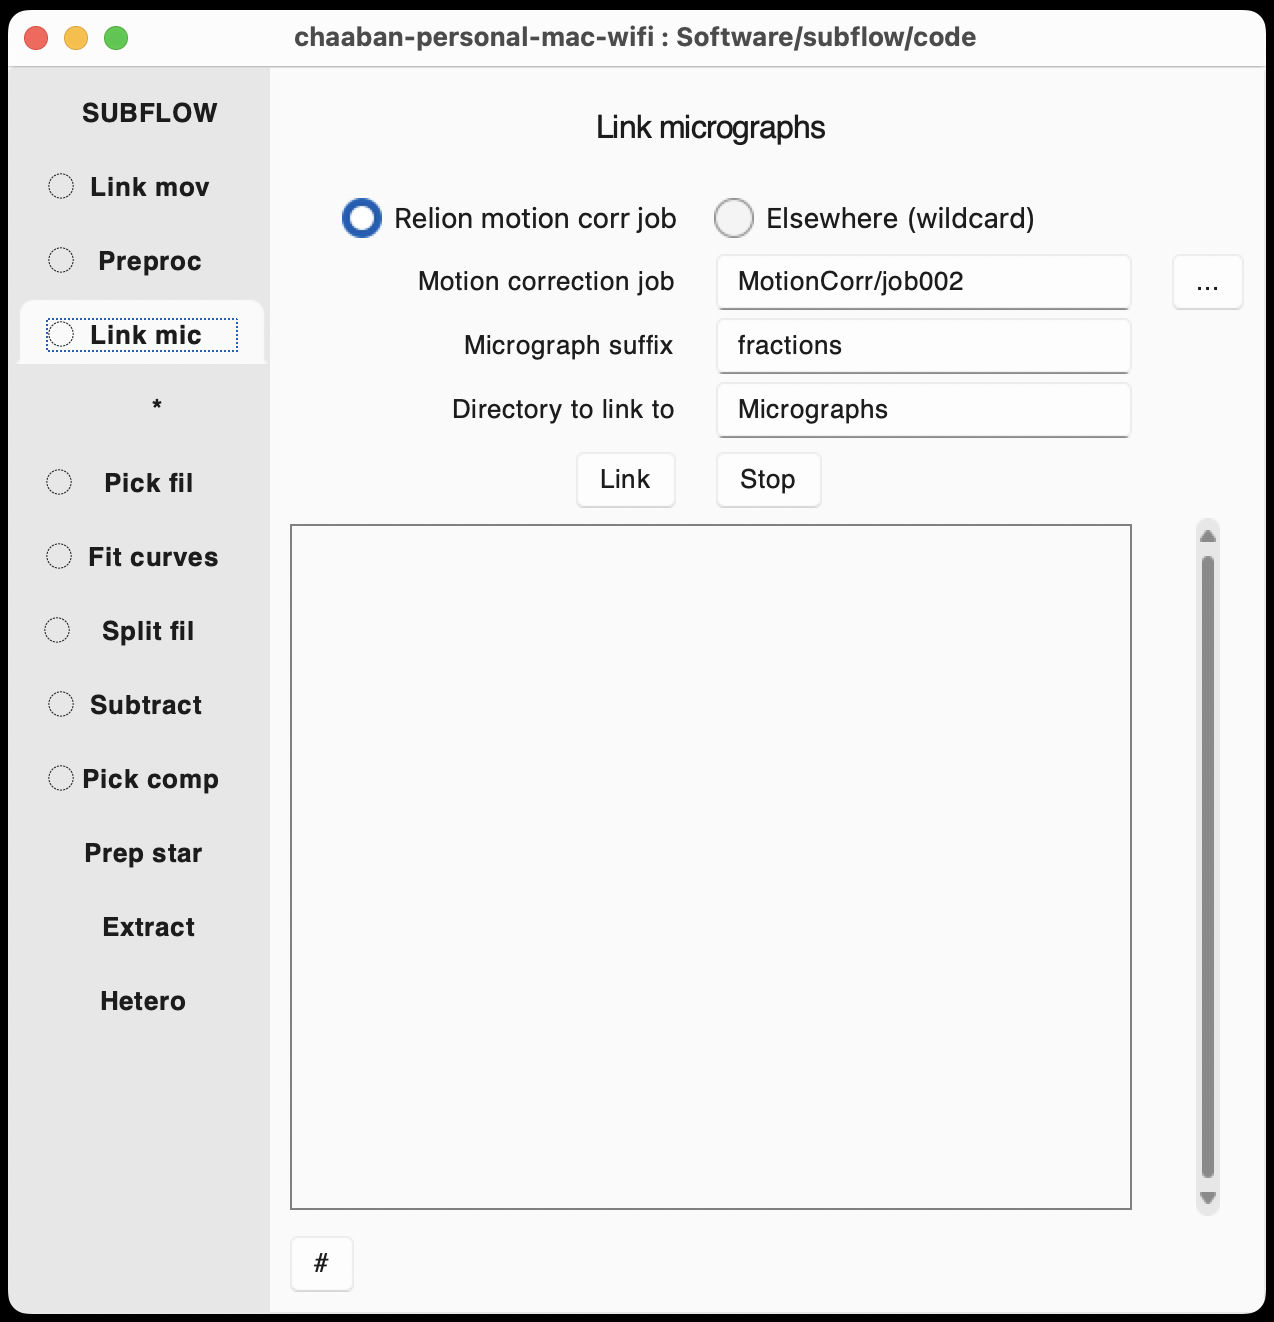 chaaban-personal-mac-wifi : Software/subflow/code
SUBFLOW
Link mov
Preproc
Link mic
*
Pick fil
Fit curves
Split fil
Subtract
Pick comp
Prep star
Extract
Hetero
Link micrographs
Relion motion corr job Elsewhere (wildcard)
Motion correction job MotionCorr/job002 ...
Micrograph suffix fractions
Directory to link to Micrographs
Link Stop
#